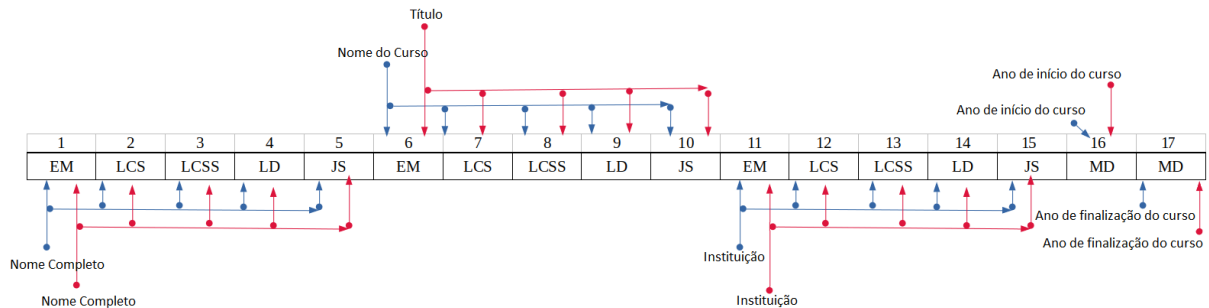 Título
Nome do Curso
Ano de início do curso
Ano de início do curso
1 2 3 4 5 6 7 8 9 10 11 12 13 14 15 16 17
EM LCS LCSS LD JS EM LCS LCSS LD JS EM LCS LCSS LD JS MD MD
Ano de finalização do curso
Ano de finalização do curso
Instituição
Nome Completo
Nome Completo
Instituição